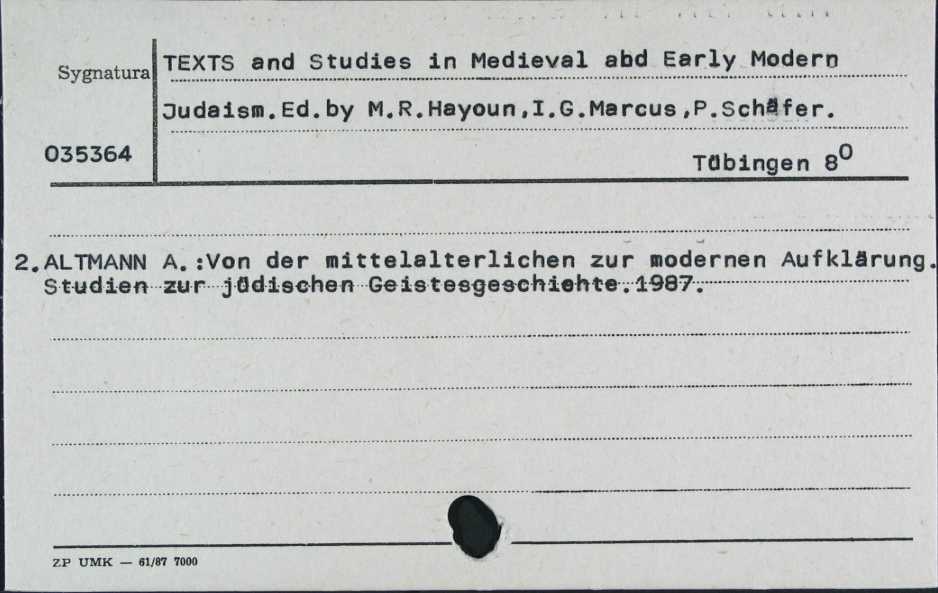 Sygnatura
TEXTS and Studies in Medieval abd Early Modern
Judaism.Ed.by M.R.Hayoun,I.G.Marcus,P.Schäfer.
035364
Tübingen 8⁰
2.ALTMANN A.:Von der mittelalterlichen zur modernen Aufklärung.
Studien zur jüdischen Geistesgeschichte.1987.
ZP UMK — 61/87 7000